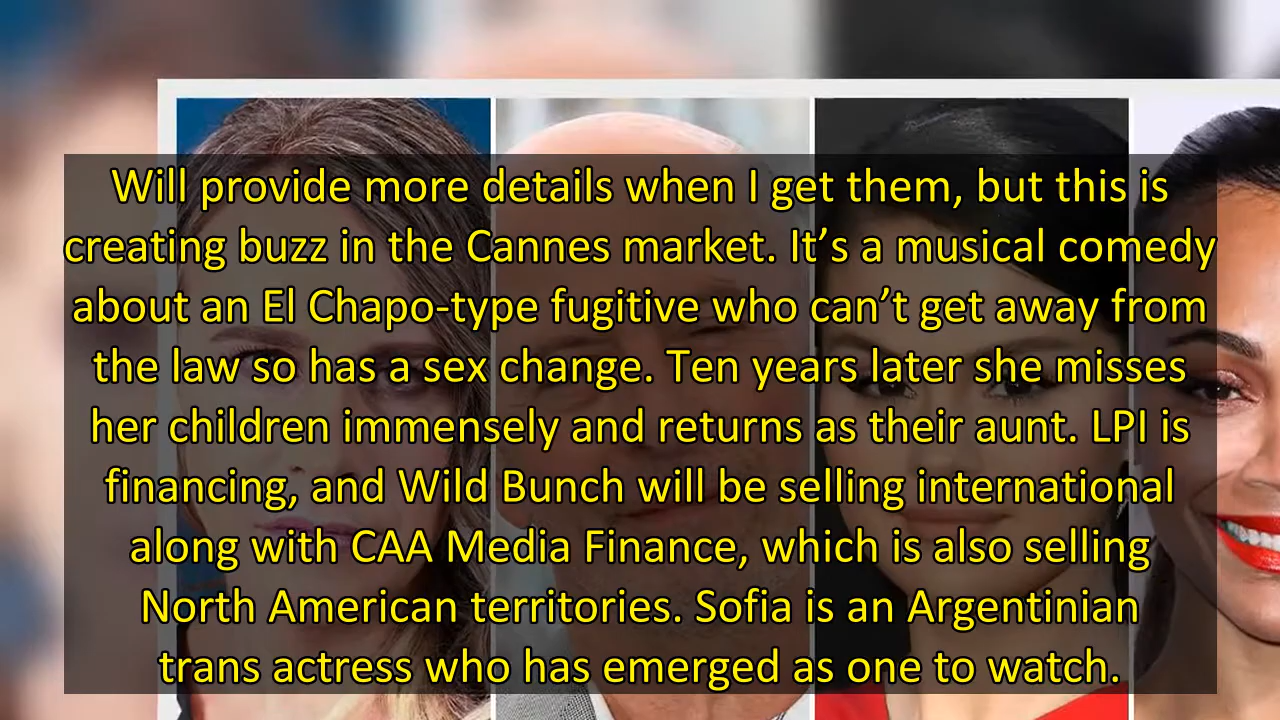 Will provide more details when I get them, but this is
creating buzz in the Cannes market. It’s a musical comedy
about an El Chapo-type fugitive who can’t get away from
the law so has a sex change. Ten years later she misses
her children immensely and returns as their aunt. LPI is
financing, and Wild Bunch will be selling international
along with CAA Media Finance, which is also selling
North American territories. Sofia is an Argentinian
trans actress who has emerged as one to watch.